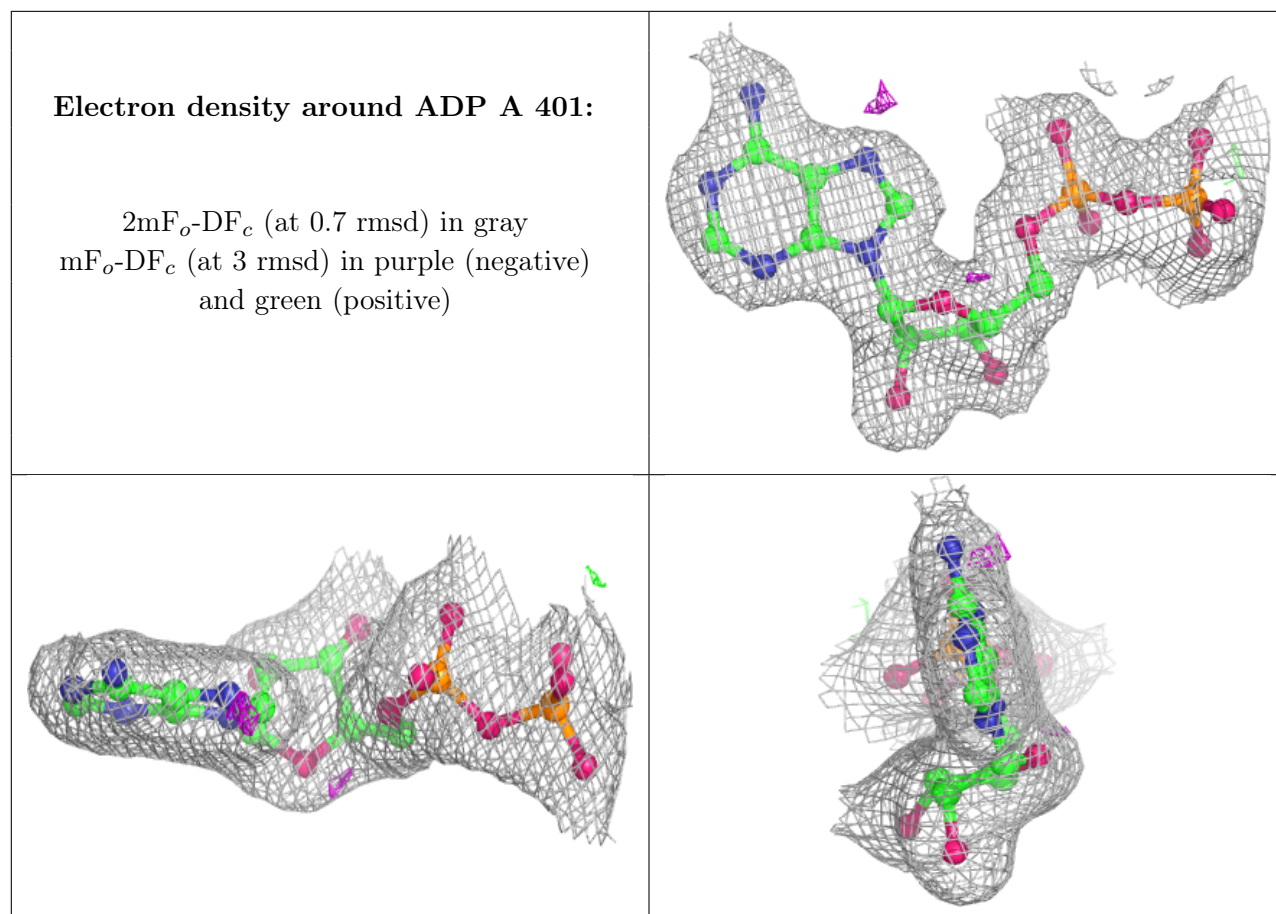 Electron density around ADP A 401:
2mFo-DFc (at 0.7 rmsd) in gray
mFo-DFc (at 3 rmsd) in purple (negative)
and green (positive)